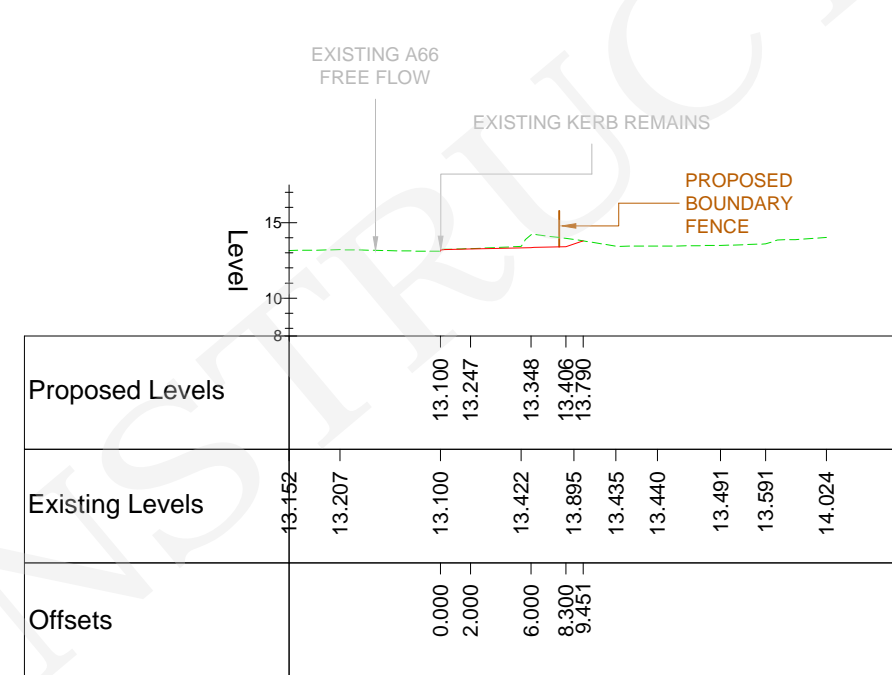 EXISTING A66
FREE FLOW
EXISTING KERB REMAINS
PROPOSED
BOUNDARY
FENCE
Level
15
10
8
Proposed Levels
13.100
13.247
13.348
13.406
13.790
Existing Levels
13.152
13.207
13.100
13.422
13.895
13.435
13.440
13.491
13.591
14.024
Offsets
0.000
2.000
6.000
8.300
9.451